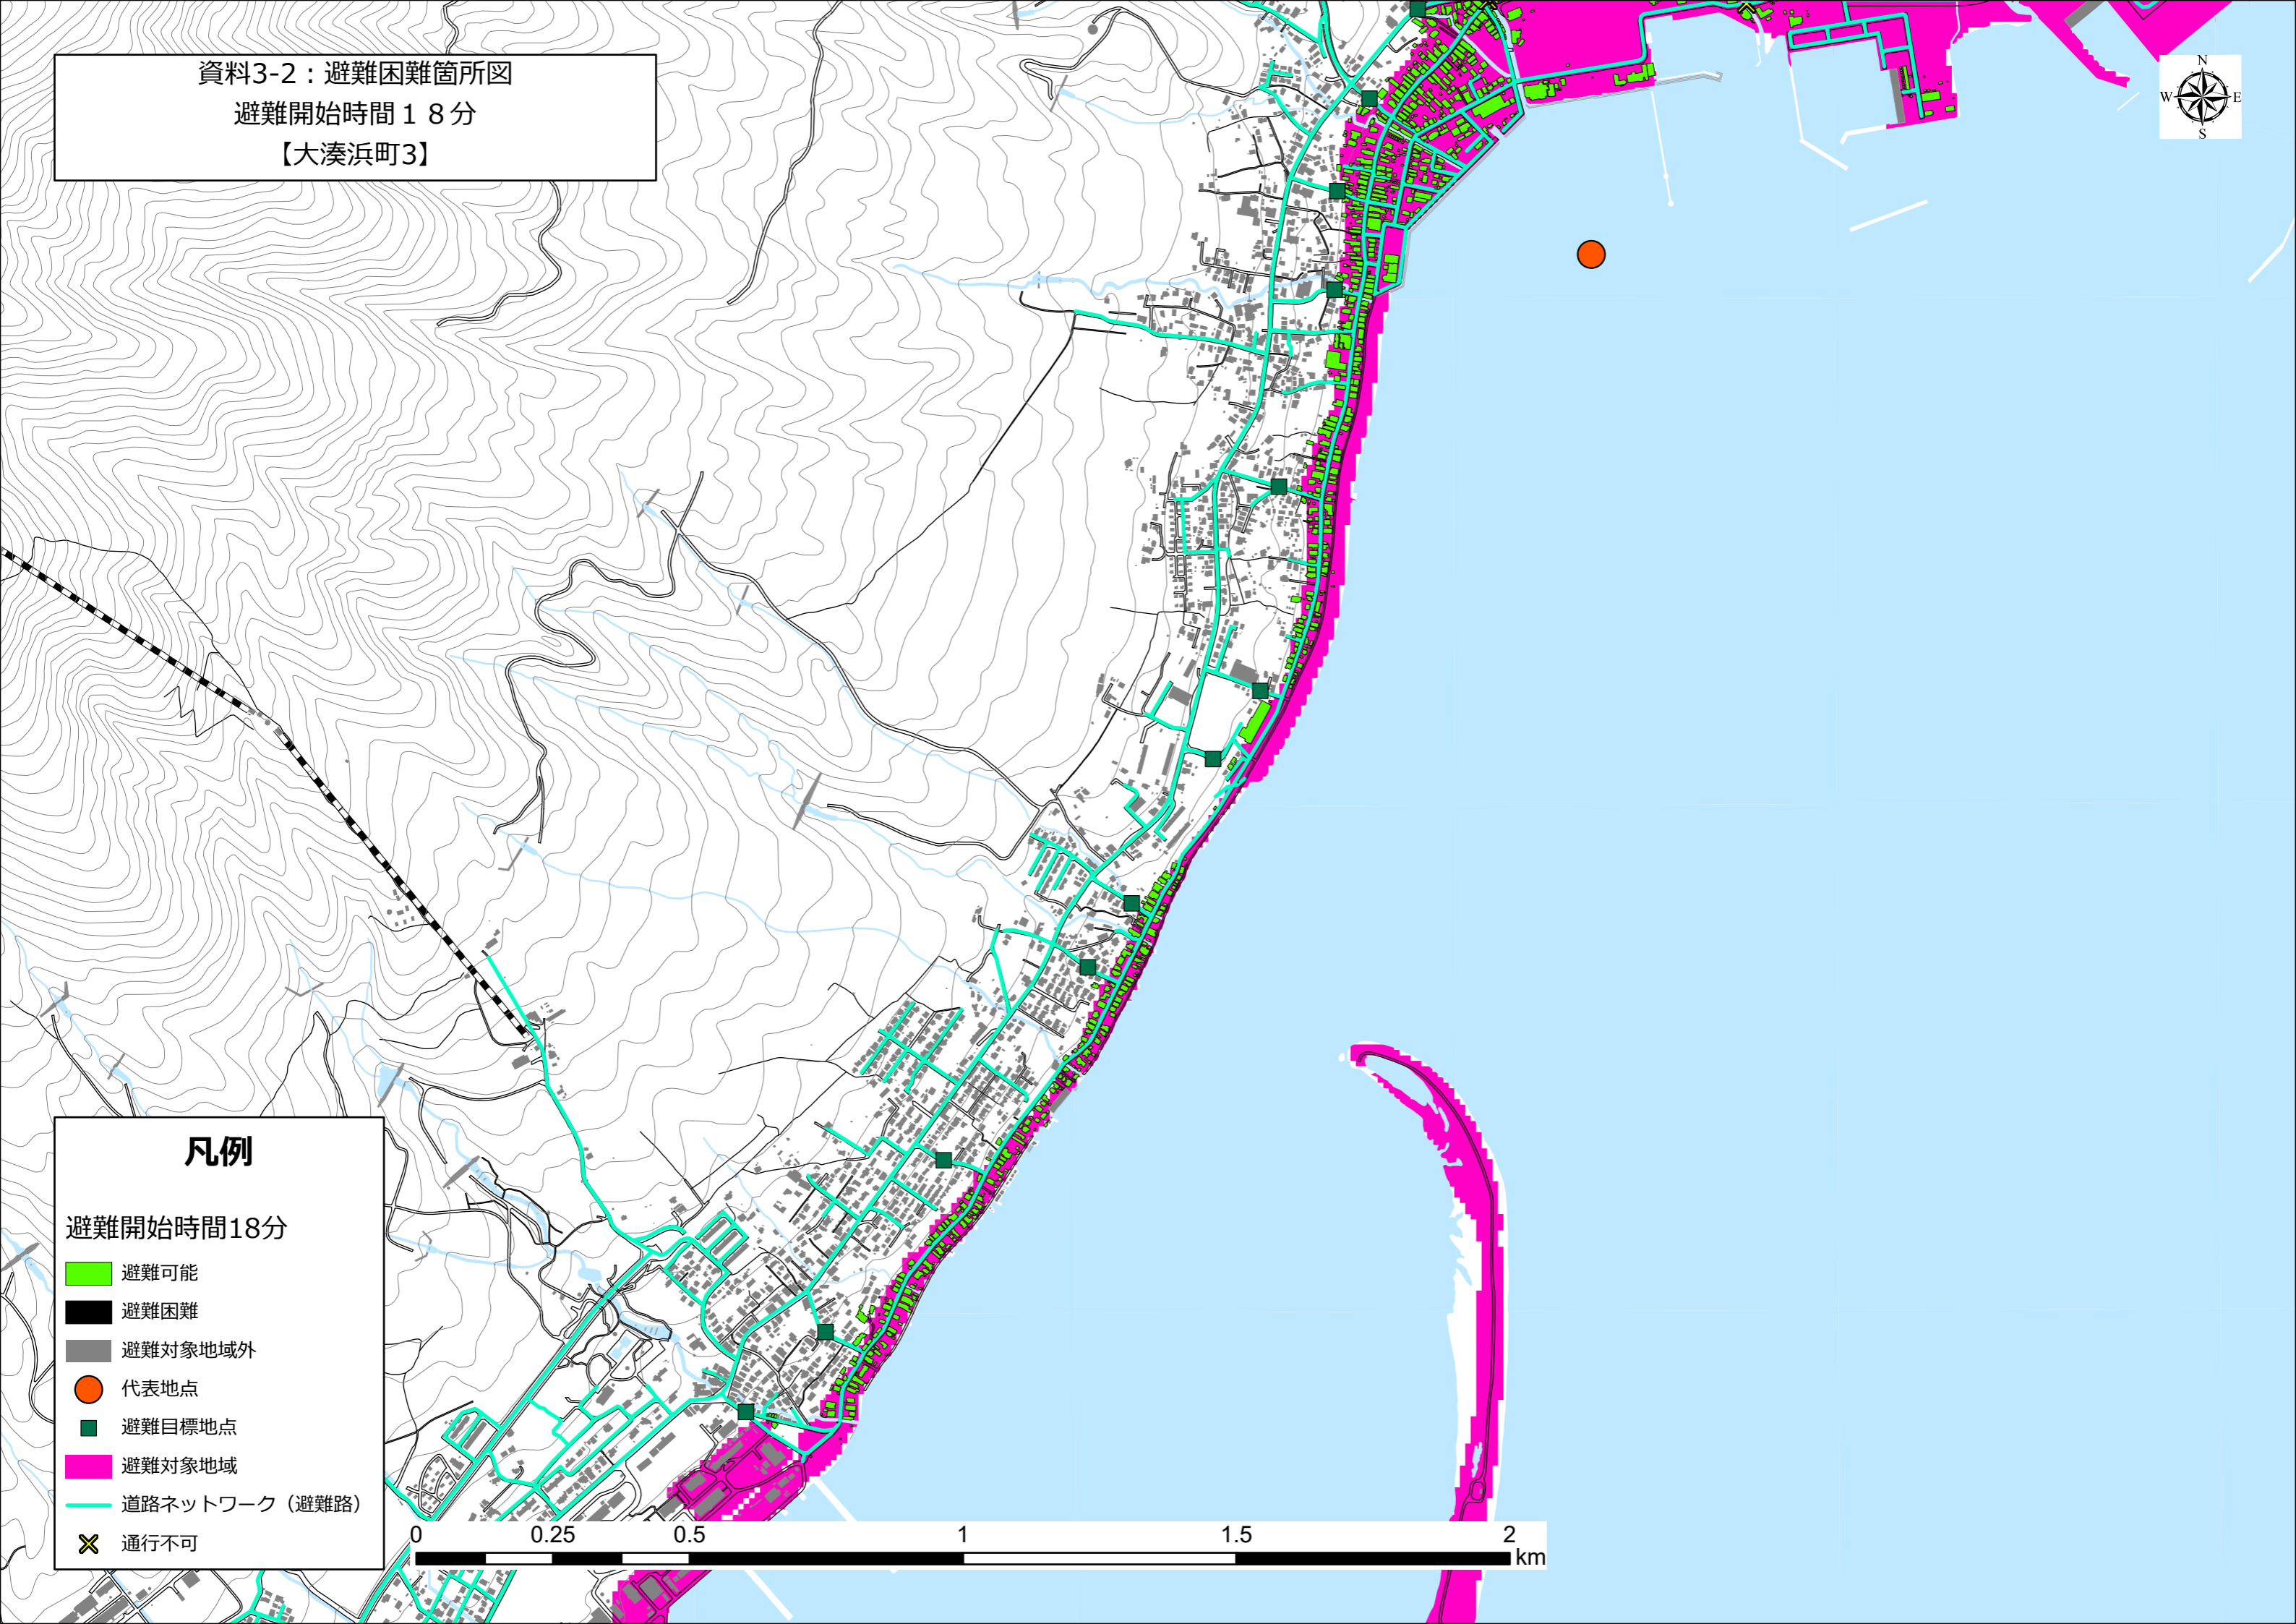 資料3-2：避難困難箇所図
避難開始時間１８分
【大湊浜町3】
N
W E
S
凡例
避難開始時間18分
避難可能
避難困難
避難対象地域外
代表地点
避難目標地点
避難対象地域
道路ネットワーク（避難路）
通行不可
0 0.25 0.5 1 1.5 2
km